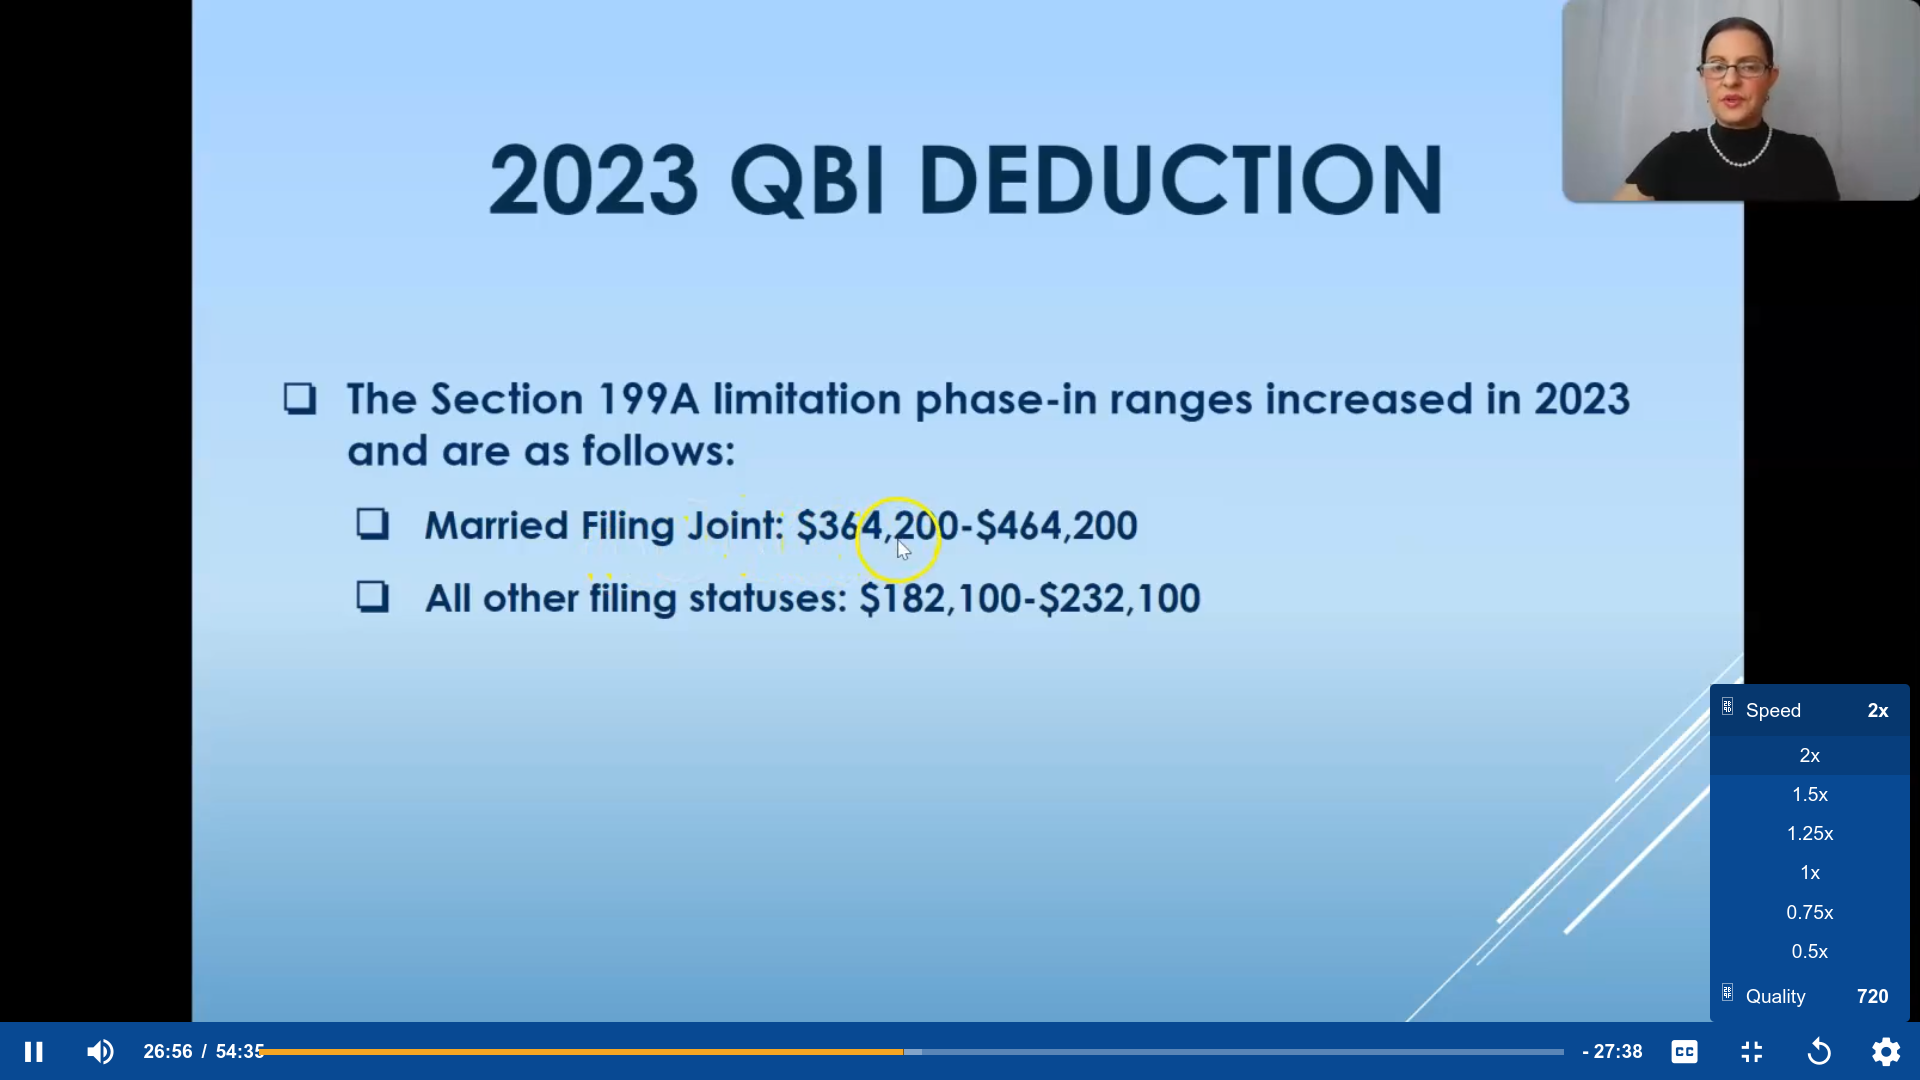 2023 QBI DEDUCTION
The Section 199A limitation phase-in ranges increased in 2023
and are as follows:
Married Filing Joint: $364,200-$464,200
All other filing statuses: $182,100-$232,100
Speed 2x
2x
1.5x
1.25x
1x
0.75x
0.5x
Quality 720
26:56 / 54:35 - 27:38 CC